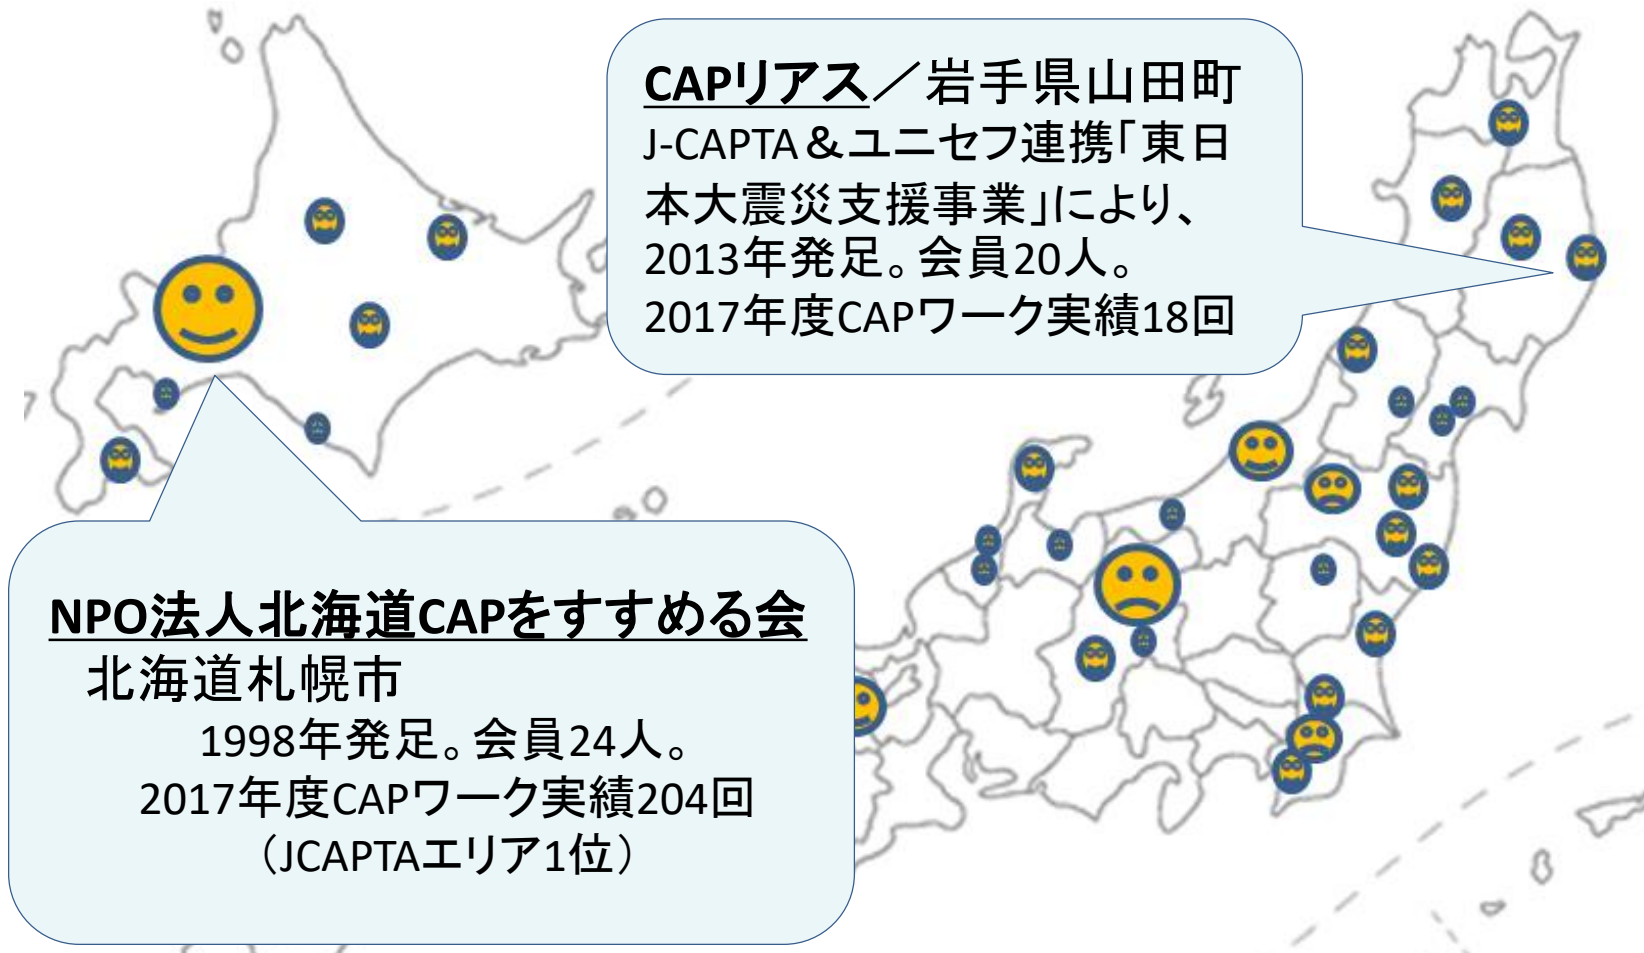 CAPリアス／岩手県山田町
J-CAPTA＆ユニセフ連携「東日
本大震災支援事業」により、
2013年発足。会員20人。
2017年度CAPワーク実績18回
NPO法人北海道CAPをすすめる会
北海道札幌市
1998年発足。会員24人。
2017年度CAPワーク実績204回
（JCAPTAエリア1位）